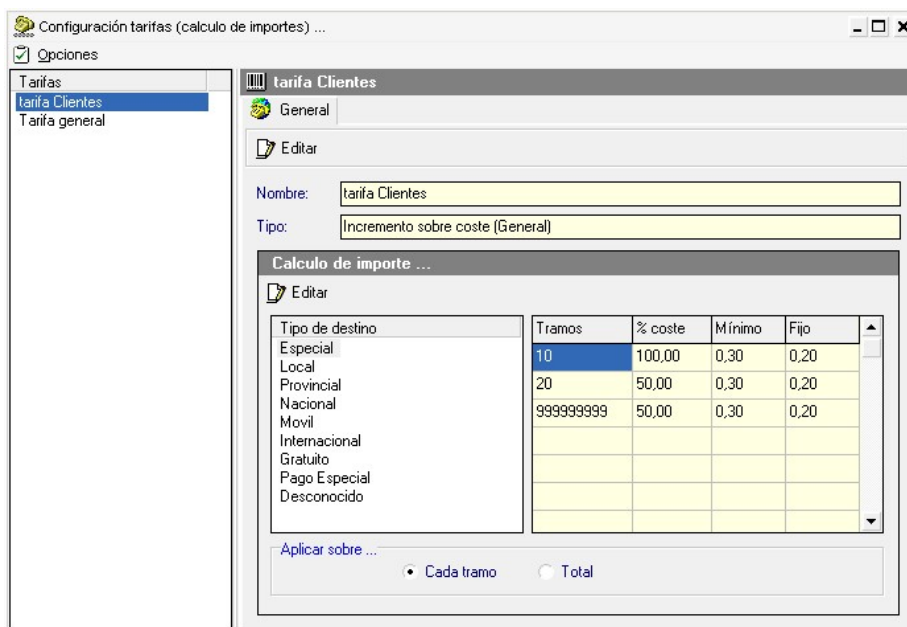 Configuración tarifas (calculo de importes) ...
Opciones
Tarifas
tarifa Clientes
Tarifa general
tarifa Clientes
General
Editar
Nombre: tarifa Clientes
Tipo: Incremento sobre coste (General)
Calculo de importe ...
Editar
Tipo de destino
Especial
Local
Provincial
Nacional
Movil
Internacional
Gratuito
Pago Especial
Desconocido
Tramos % coste Mínimo Fijo
10 100,00 0,30 0,20
20 50,00 0,30 0,20
999999999 50,00 0,30 0,20
Aplicar sobre ...
Cada tramo Total